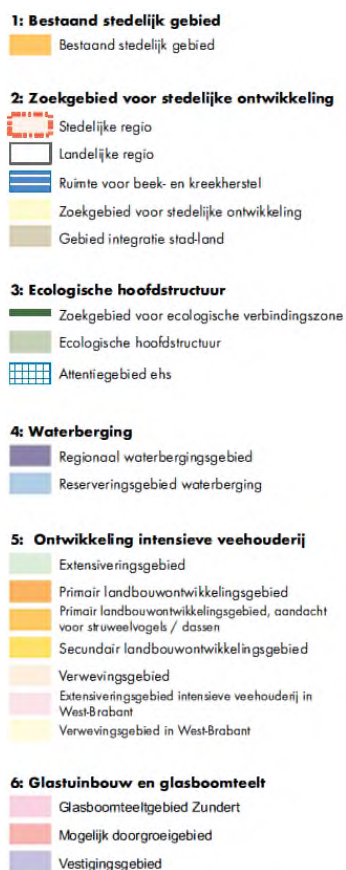 1: Bestaand stedelijk gebied
Bestaand stedelijk gebied
2: Zoekgebied voor stedelijke ontwikkeling
Stedelijke regio
Landelijke regio
Ruimte voor beek- en kreekherstel
Zoekgebied voor stedelijke ontwikkeling
Gebied integratie stad-land
3: Ecologische hoofdstructuur
Zoekgebied voor ecologische verbindingszone
Ecologische hoofdstructuur
Attentiegebied ehs
4: Waterberging
Regionaal waterbergingsgebied
Reserveringsgebied waterberging
5: Ontwikkeling intensieve veehouderij
Extensiveringsgebied
Primair landbouwontwikkelingsgebied
Primair landbouwontwikkelingsgebied, aandacht
voor struweelvogels / dassen
Secundair landbouwontwikkelingsgebied
Verwevingsgebied
Extensiveringsgebied intensieve veehouderij in
West-Brabant
Verwevingsgebied in West-Brabant
6: Glastuinbouw en glasboomteelt
Glasboomteeltgebied Zundert
Mogelijk doorgroeigebied
Vestigingsgebied